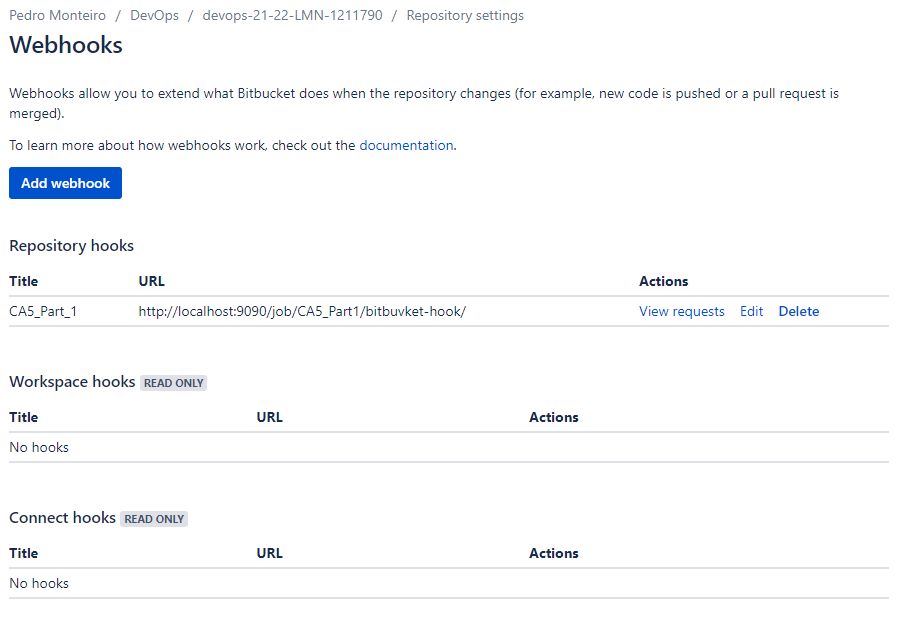 Pedro Monteiro / DevOps / devops-21-22-LMN-1211790 / Repository settings
Webhooks
Webhooks allow you to extend what Bitbucket does when the repository changes (for example, new code is pushed or a pull request is
merged).
To learn more about how webhooks work, check out the documentation.
Add webhook
Repository hooks
Title URL Actions
CA5_Part_1 http://localhost:9090/job/CA5_Part1/bitbuvket-hook/ View requests Edit Delete
Workspace hooks READ ONLY
Title URL Actions
No hooks
Connect hooks READ ONLY
Title URL Actions
No hooks